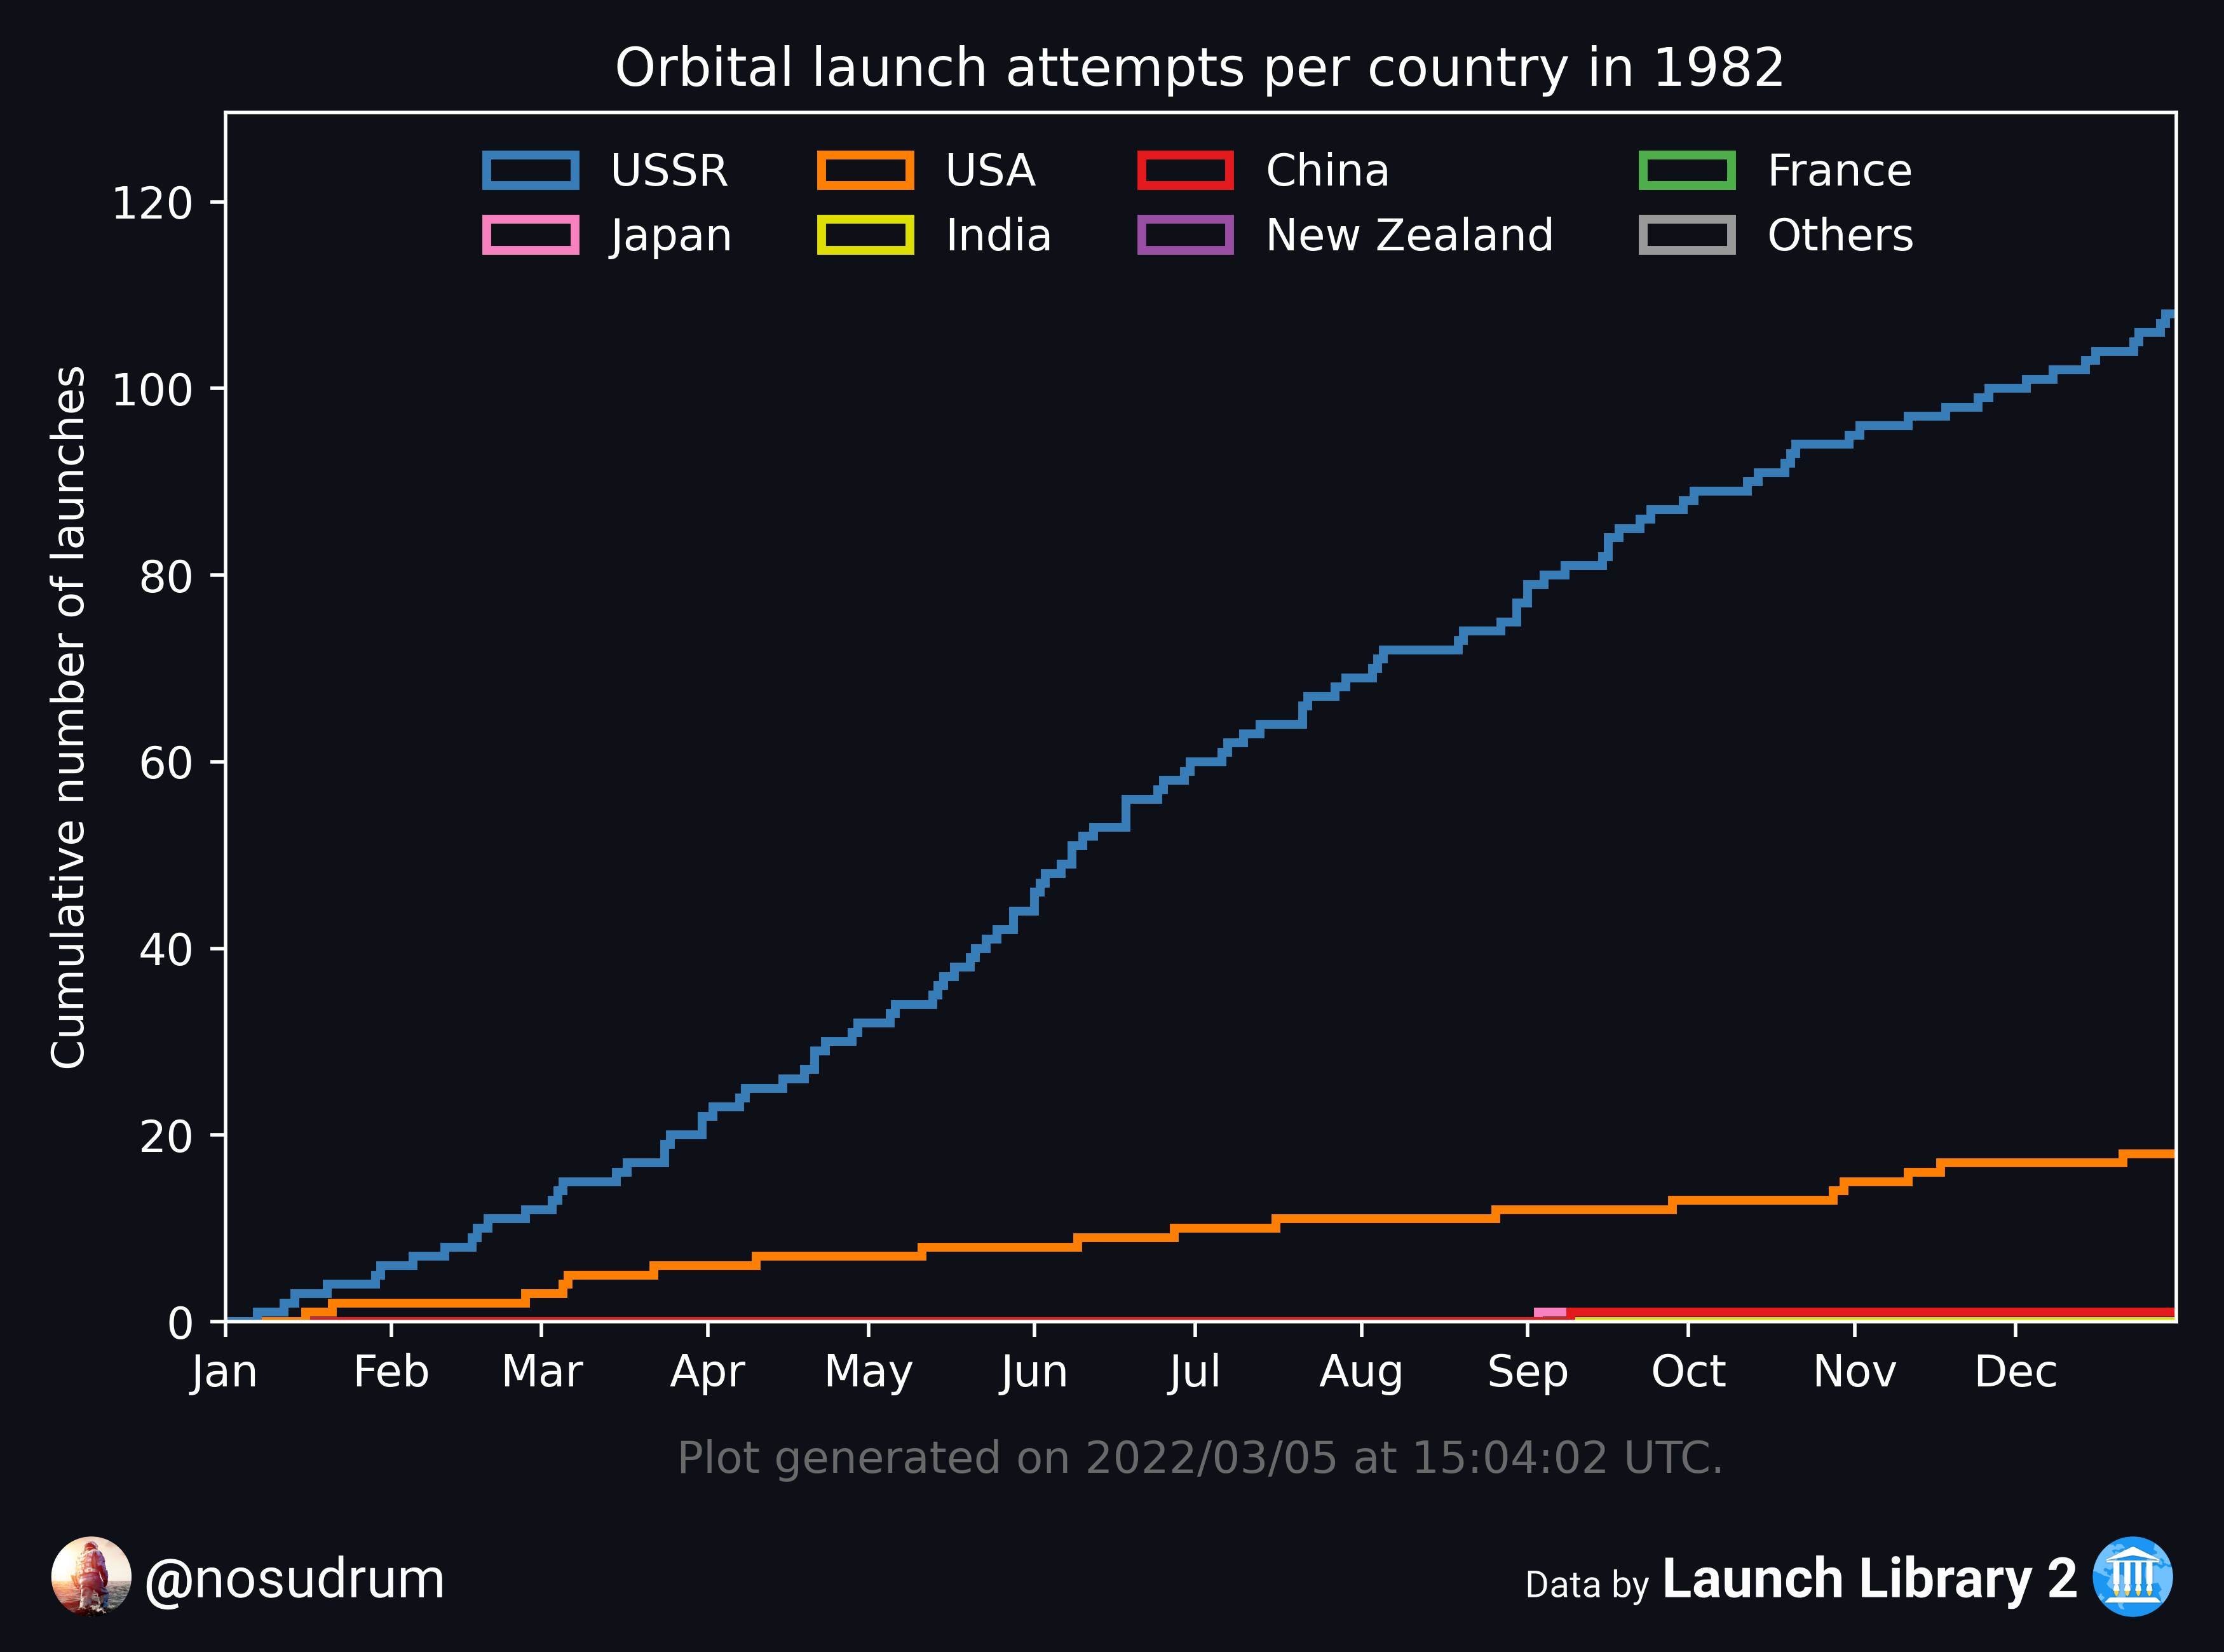 Orbital launch attempts per country in 1982
USSR USA China France
Japan India New Zealand Others
Cumulative number of launches
120
100
80
60
40
20
0
Jan Feb Mar Apr May Jun Jul Aug Sep Oct Nov Dec
Plot generated on 2022/03/05 at 15:04:02 UTC.
@nosudrum
Data by Launch Library 2